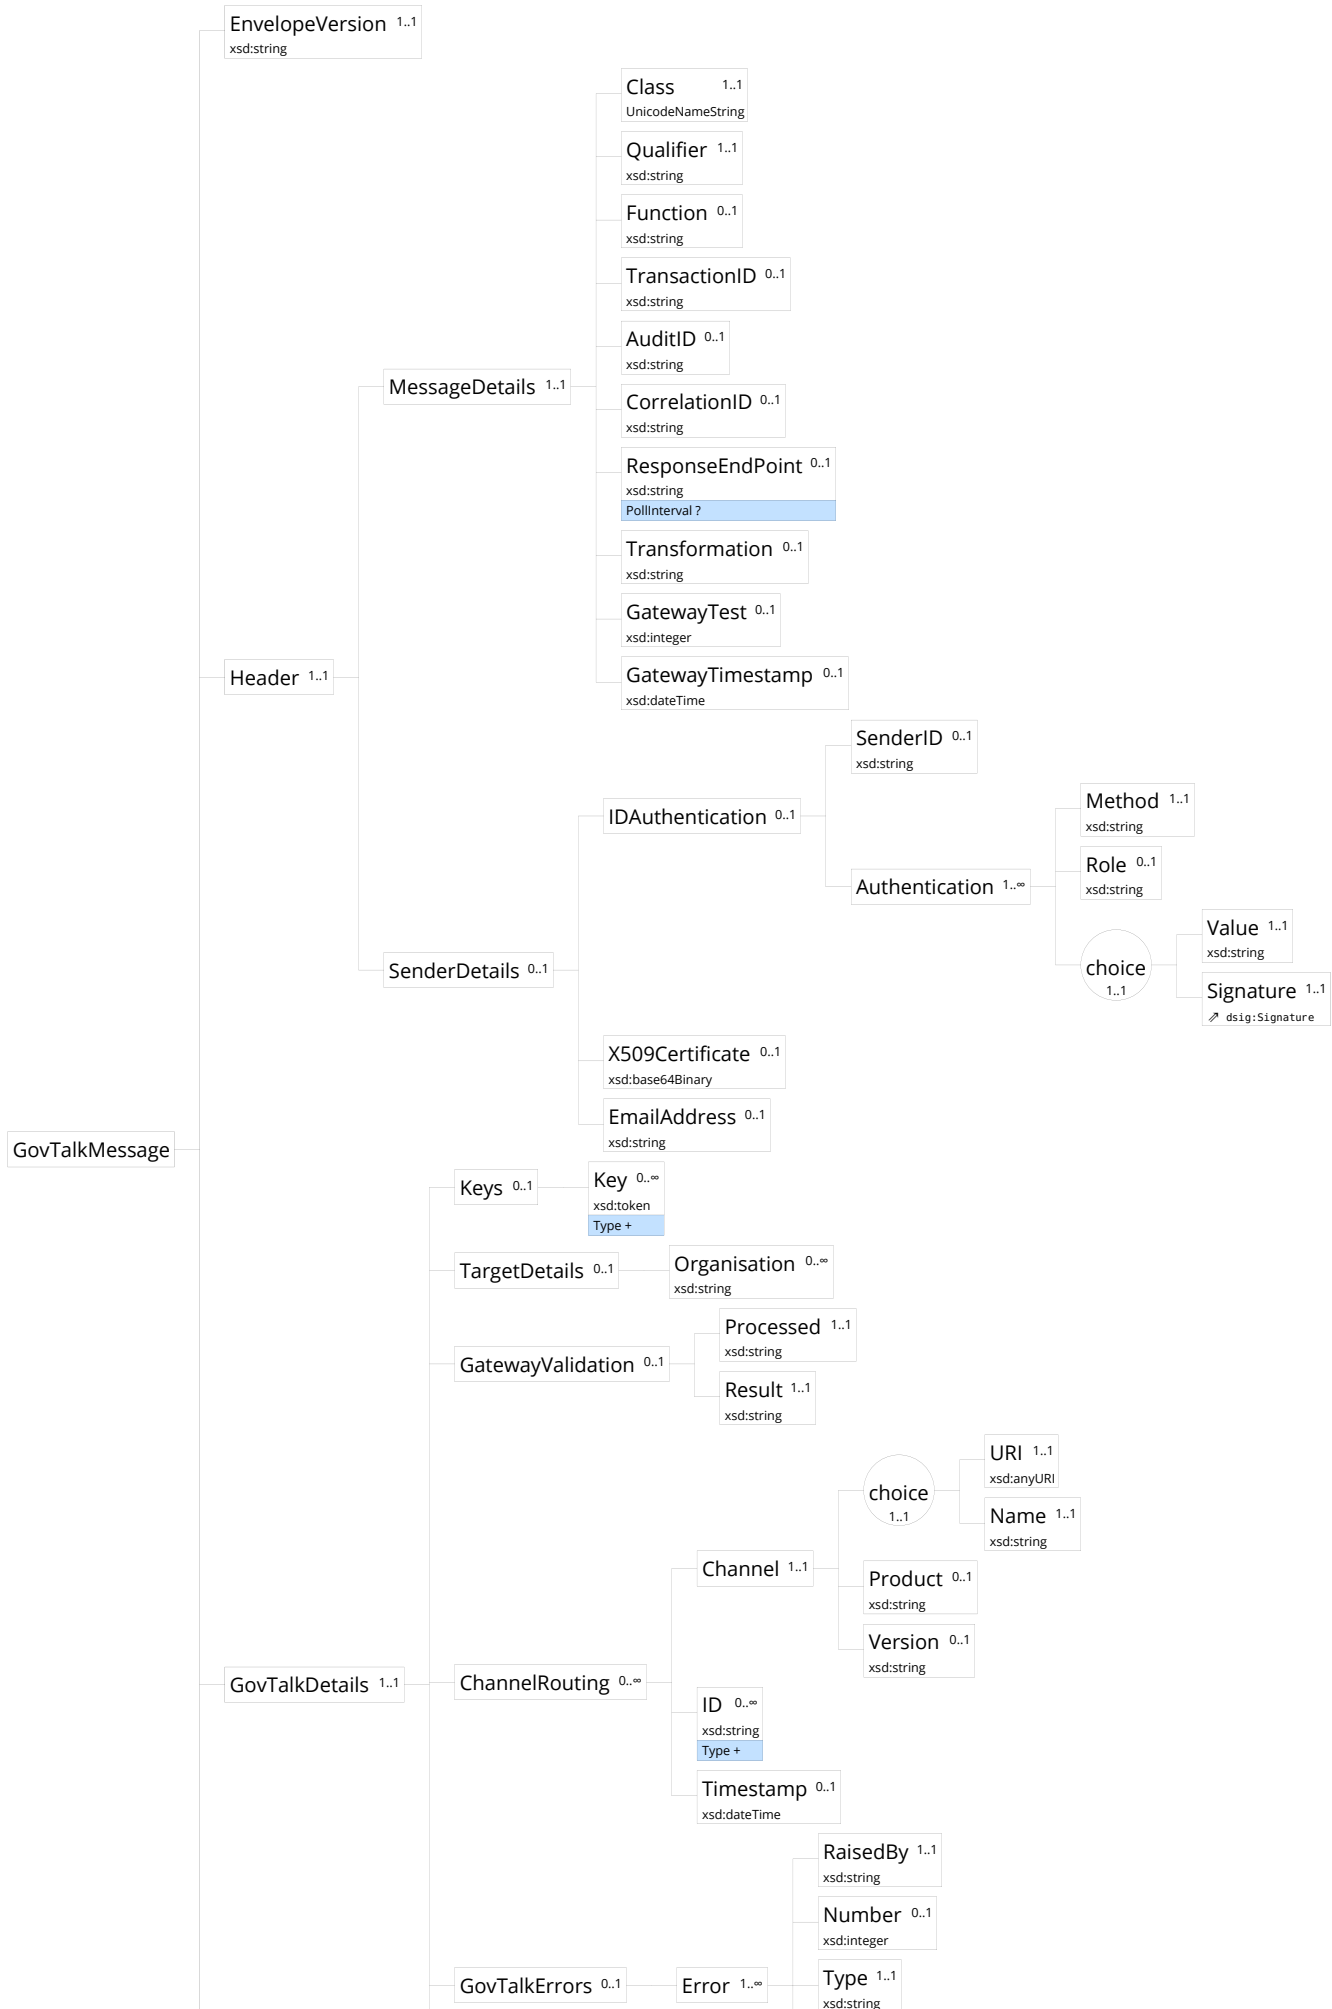 EnvelopeVersion 1..1
xsd:string
Class 1..1
UnicodeNameString
Qualifier 1..1
xsd:string
Function 0..1
xsd:string
TransactionID 0..1
xsd:string
AuditID 0..1
xsd:string
MessageDetails 1..1
CorrelationID 0..1
xsd:string
ResponseEndPoint 0..1
xsd:string
PollInterval ?
Transformation 0..1
xsd:string
GatewayTest 0..1
xsd:integer
Header 1..1
GatewayTimestamp 0..1
xsd:dateTime
SenderID 0..1
xsd:string
IDAuthentication 0..1
Method 1..1
xsd:string
Role 0..1
xsd:string
Authentication 1..∞
Value 1..1
xsd:string
SenderDetails 0..1
choice
1..1
Signature 1..1
⇗ dsig:Signature
X509Certificate 0..1
xsd:base64Binary
EmailAddress 0..1
xsd:string
GovTalkMessage
Keys 0..1
Key 0..∞
xsd:token
Type +
TargetDetails 0..1
Organisation 0..∞
xsd:string
Processed 1..1
xsd:string
GatewayValidation 0..1
Result 1..1
xsd:string
URI 1..1
xsd:anyURI
choice
1..1
Name 1..1
xsd:string
Channel 1..1
Product 0..1
xsd:string
Version 0..1
xsd:string
GovTalkDetails 1..1
ChannelRouting 0..∞
ID 0..∞
xsd:string
Type +
Timestamp 0..1
xsd:dateTime
RaisedBy 1..1
xsd:string
Number 0..1
xsd:integer
GovTalkErrors 0..1
Error 1..∞
Type 1..1
xsd:string